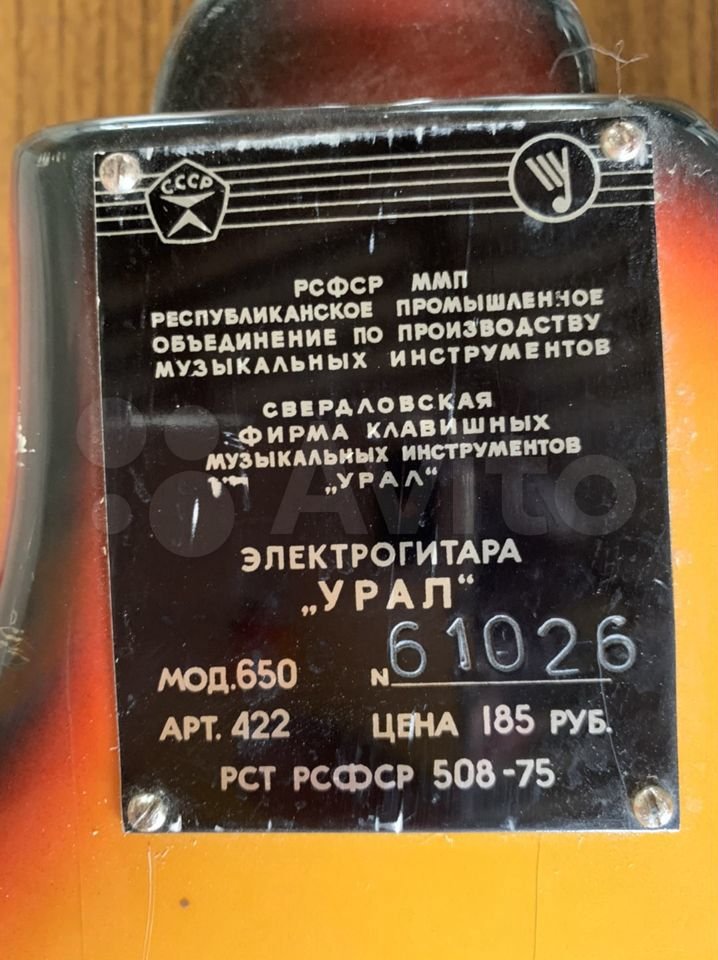 СССР
РСФСР ММП
РЕСПУБЛИКАНСКОЕ ПРОМЫШЛЕННОЕ
ОБЪЕДИНЕНИЕ ПО ПРОИЗВОДСТВУ
МУЗЫКАЛЬНЫХ ИНСТРУМЕНТОВ
СВЕРДЛОВСКАЯ
ФИРМА КЛАВИШНЫХ
МУЗЫКАЛЬНЫХ ИНСТРУМЕНТОВ
„УРАЛ“
Avito
ЭЛЕКТРОГИТАРА
„УРАЛ“
МОД.650 N 61026
АРТ. 422 ЦЕНА 185 РУБ.
РСТ РСФСР 508-75